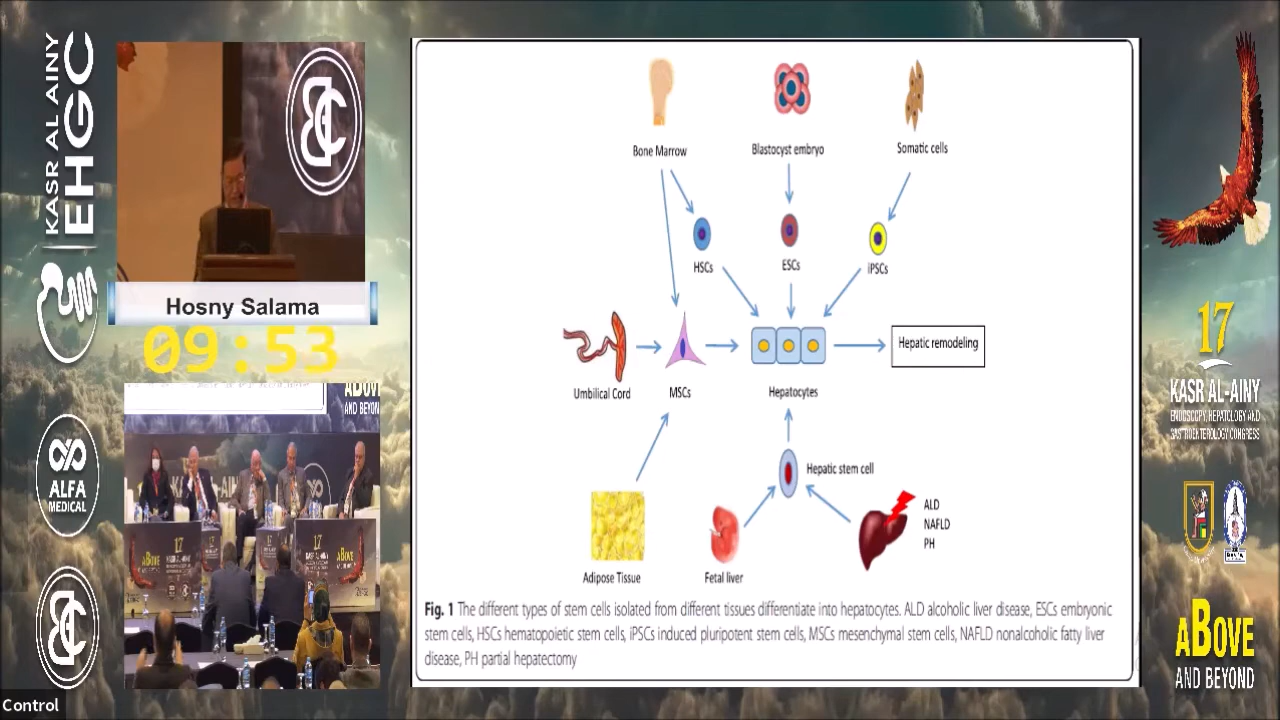 KASR AL AINY
EHGC
ALFA
MEDICAL
Hosny Salama
09:53
ABOVE
AND BEYON
Control
Bone Marrow
Blastocyst embryo
Somatic cells
HSCs
ESCs
iPSCs
Umbilical Cord
MSCs
Hepatocytes
Hepatic remodeling
Hepatic stem cell
Adipose Tissue
Fetal liver
ALD
NAFLD
PH
Fig. 1 The different types of stem cells isolated from different tissues differentiate into hepatocytes. ALD alcoholic liver disease, ESCs embryonic
stem cells, HSCs hematopoietic stem cells, iPSCs induced pluripotent stem cells, MSCs mesenchymal stem cells, NAFLD nonalcoholic fatty liver
disease, PH partial hepatectomy
17
KASR AL-AINY
ENDOSCOPY, HEPATOLOGY AND
GASTROENTEROLOGY CONGRESS
ABOVE
AND BEYOND